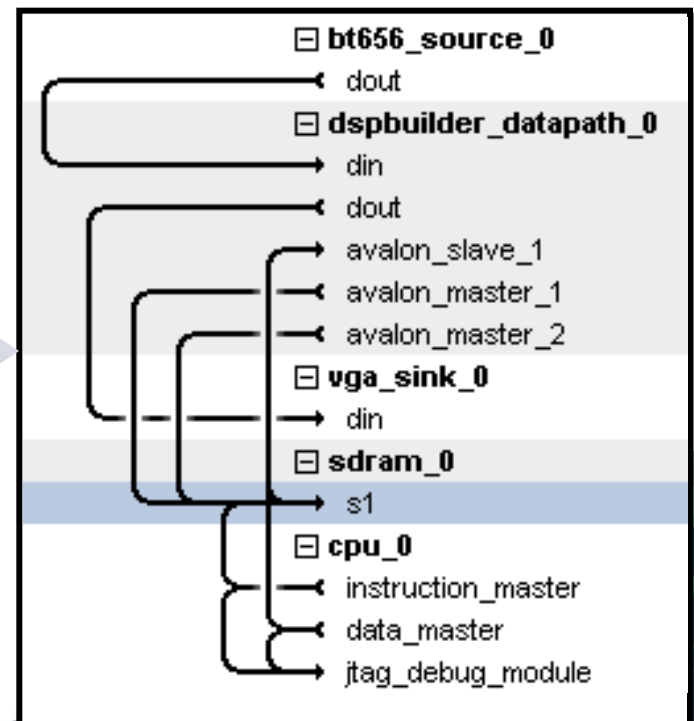 bt656_source_0
dout
dspbuilder_datapath_0
din
dout
avalon_slave_1
avalon_master_1
avalon_master_2
vga_sink_0
din
sdram_0
s1
cpu_0
instruction_master
data_master
jtag_debug_module